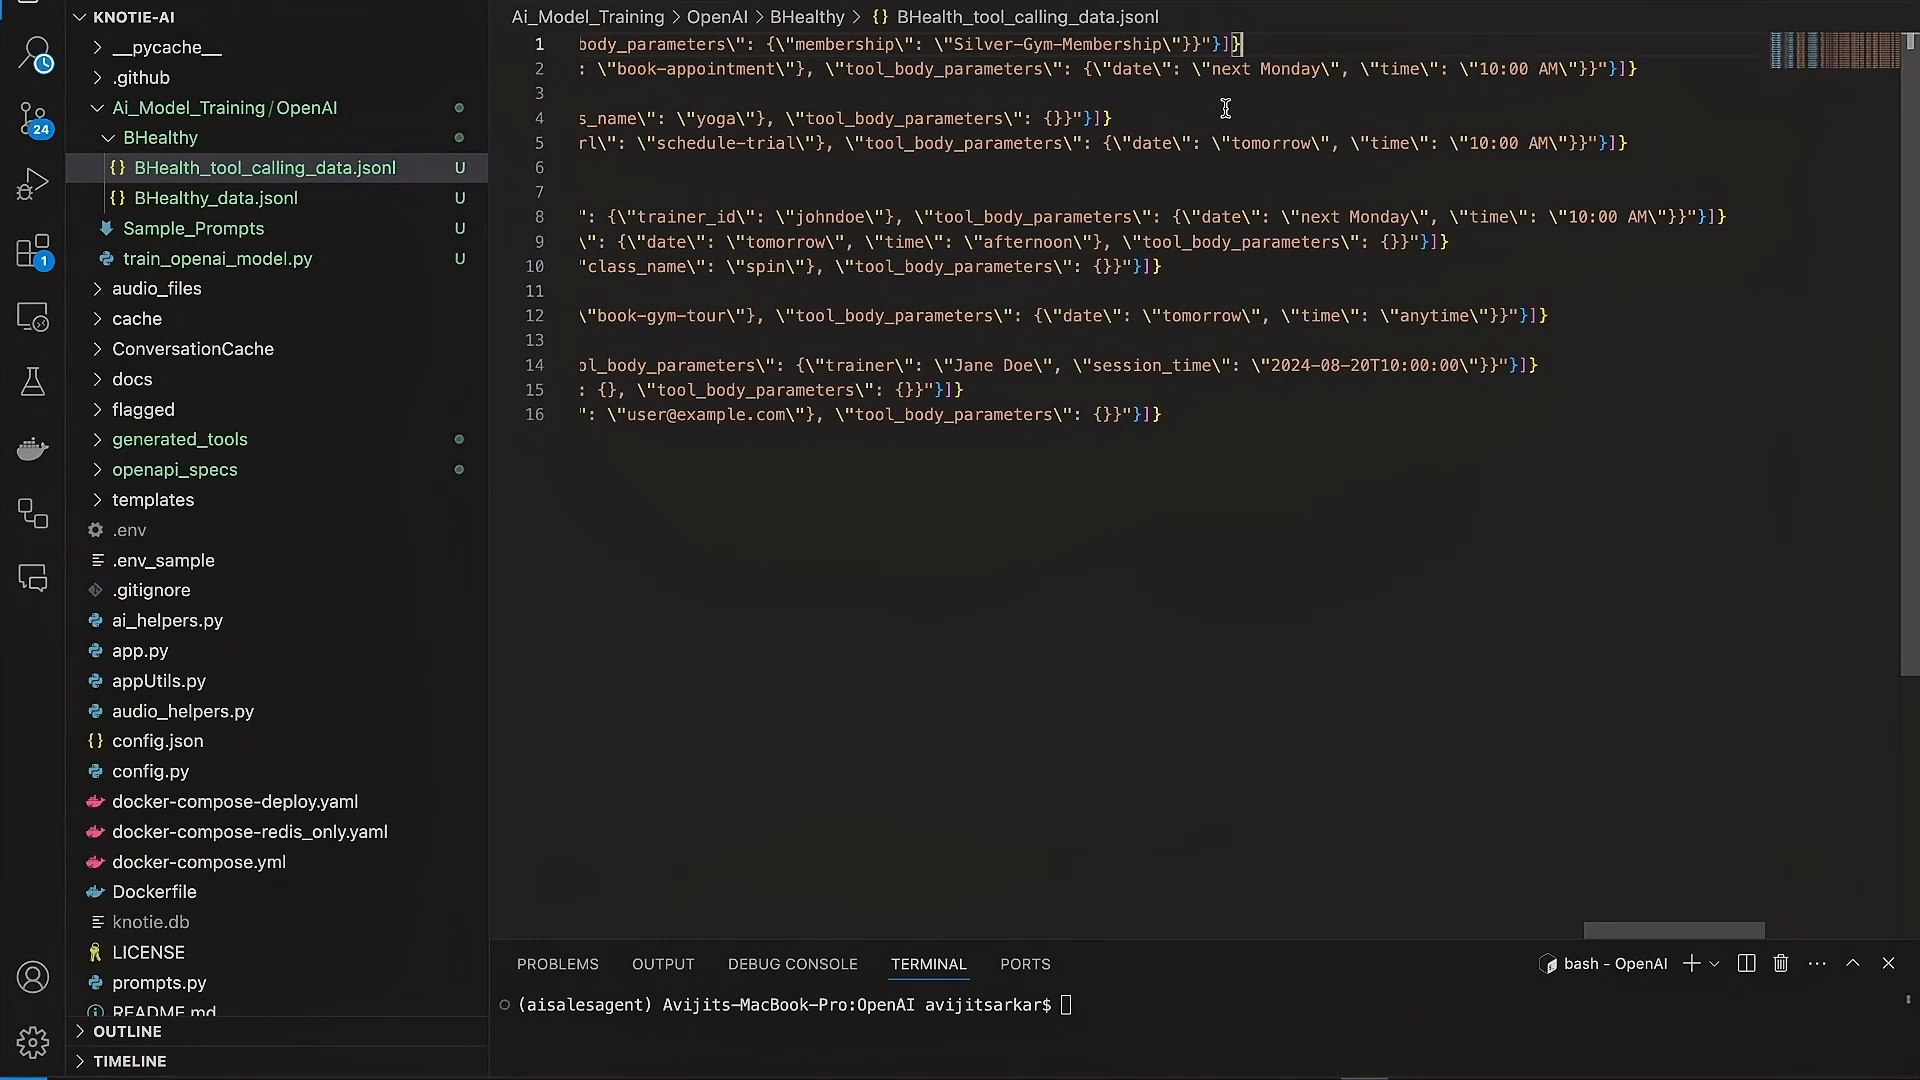 KNOTIE-AI
__pycache__
.github
Ai_Model_Training/OpenAI
BHealthy
BHealth_tool_calling_data.jsonl U
BHealthy_data.jsonl U
Sample_Prompts U
train_openai_model.py U
audio_files
cache
ConversationCache
docs
flagged
generated_tools
openapi_specs
templates
.env
.env_sample
.gitignore
ai_helpers.py
app.py
appUtils.py
audio_helpers.py
config.json
config.py
docker-compose-deploy.yaml
docker-compose-redis_only.yaml
docker-compose.yml
Dockerfile
knotie.db
LICENSE
prompts.py
README.md
OUTLINE
TIMELINE
24
1
Ai_Model_Training > OpenAI > BHealthy > {} BHealth_tool_calling_data.jsonl
1 body_parameters\": {\"membership\": \"Silver-Gym-Membership\"}}"}]}
2 : \"book-appointment\"}, \"tool_body_parameters\": {\"date\": \"next Monday\", \"time\": \"10:00 AM\"}}"}]}
3
4 s_name\": \"yoga\"}, \"tool_body_parameters\": {}}"}]}
5 rl\": \"schedule-trial\"}, \"tool_body_parameters\": {\"date\": \"tomorrow\", \"time\": \"10:00 AM\"}}"}]}
6
7
8 ": {\"trainer_id\": \"johndoe\"}, \"tool_body_parameters\": {\"date\": \"next Monday\", \"time\": \"10:00 AM\"}}"}]}
9 \": {\"date\": \"tomorrow\", \"time\": \"afternoon\"}, \"tool_body_parameters\": {}}"}]}
10 "class_name\": \"spin\"}, \"tool_body_parameters\": {}}"}]}
11
12 \"book-gym-tour\"}, \"tool_body_parameters\": {\"date\": \"tomorrow\", \"time\": \"anytime\"}}"}]}
13
14 ol_body_parameters\": {\"trainer\": \"Jane Doe\", \"session_time\": \"2024-08-20T10:00:00\"}}"}]}
15 : {}, \"tool_body_parameters\": {}}"}]}
16 ": \"user@example.com\"}, \"tool_body_parameters\": {}}"}]}
PROBLEMS OUTPUT DEBUG CONSOLE TERMINAL PORTS
bash - OpenAI
(aisalesagent) Avijits-MacBook-Pro:OpenAI avijitsarkar$